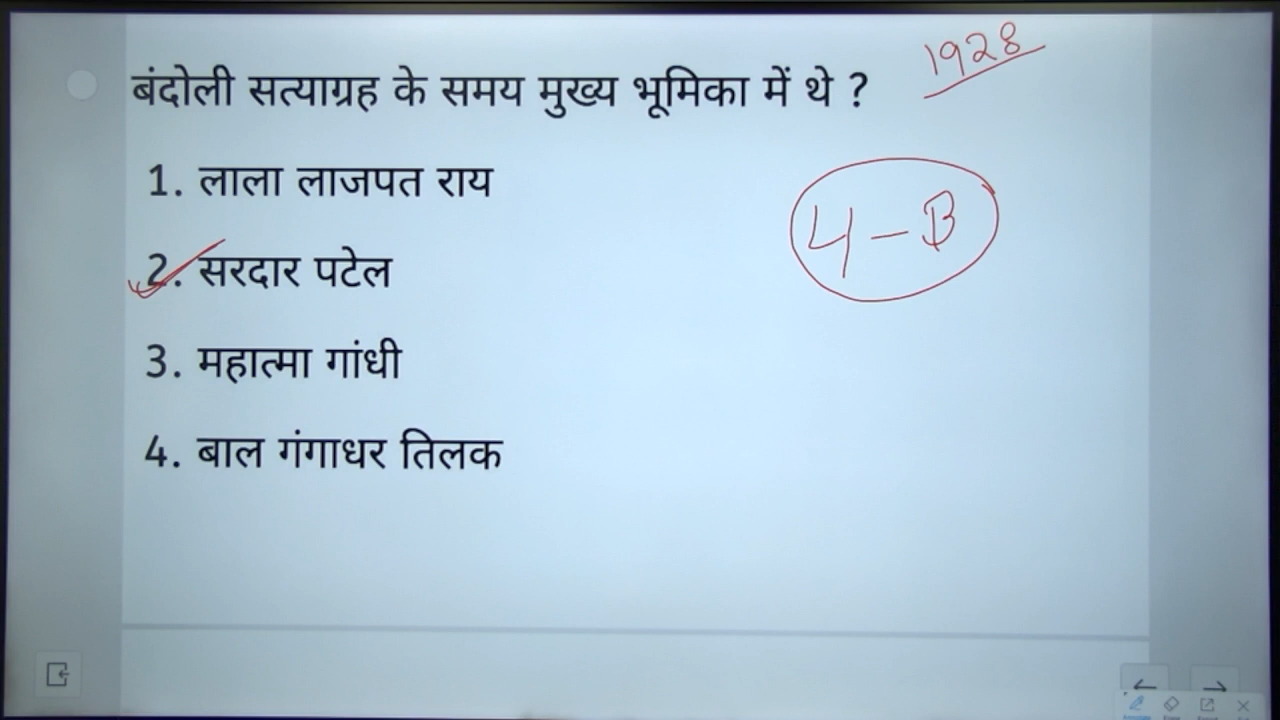 1928
बंदोली सत्याग्रह के समय मुख्य भूमिका में थे ?
1. लाला लाजपत राय
4-B
2. सरदार पटेल
3. महात्मा गांधी
4. बाल गंगाधर तिलक